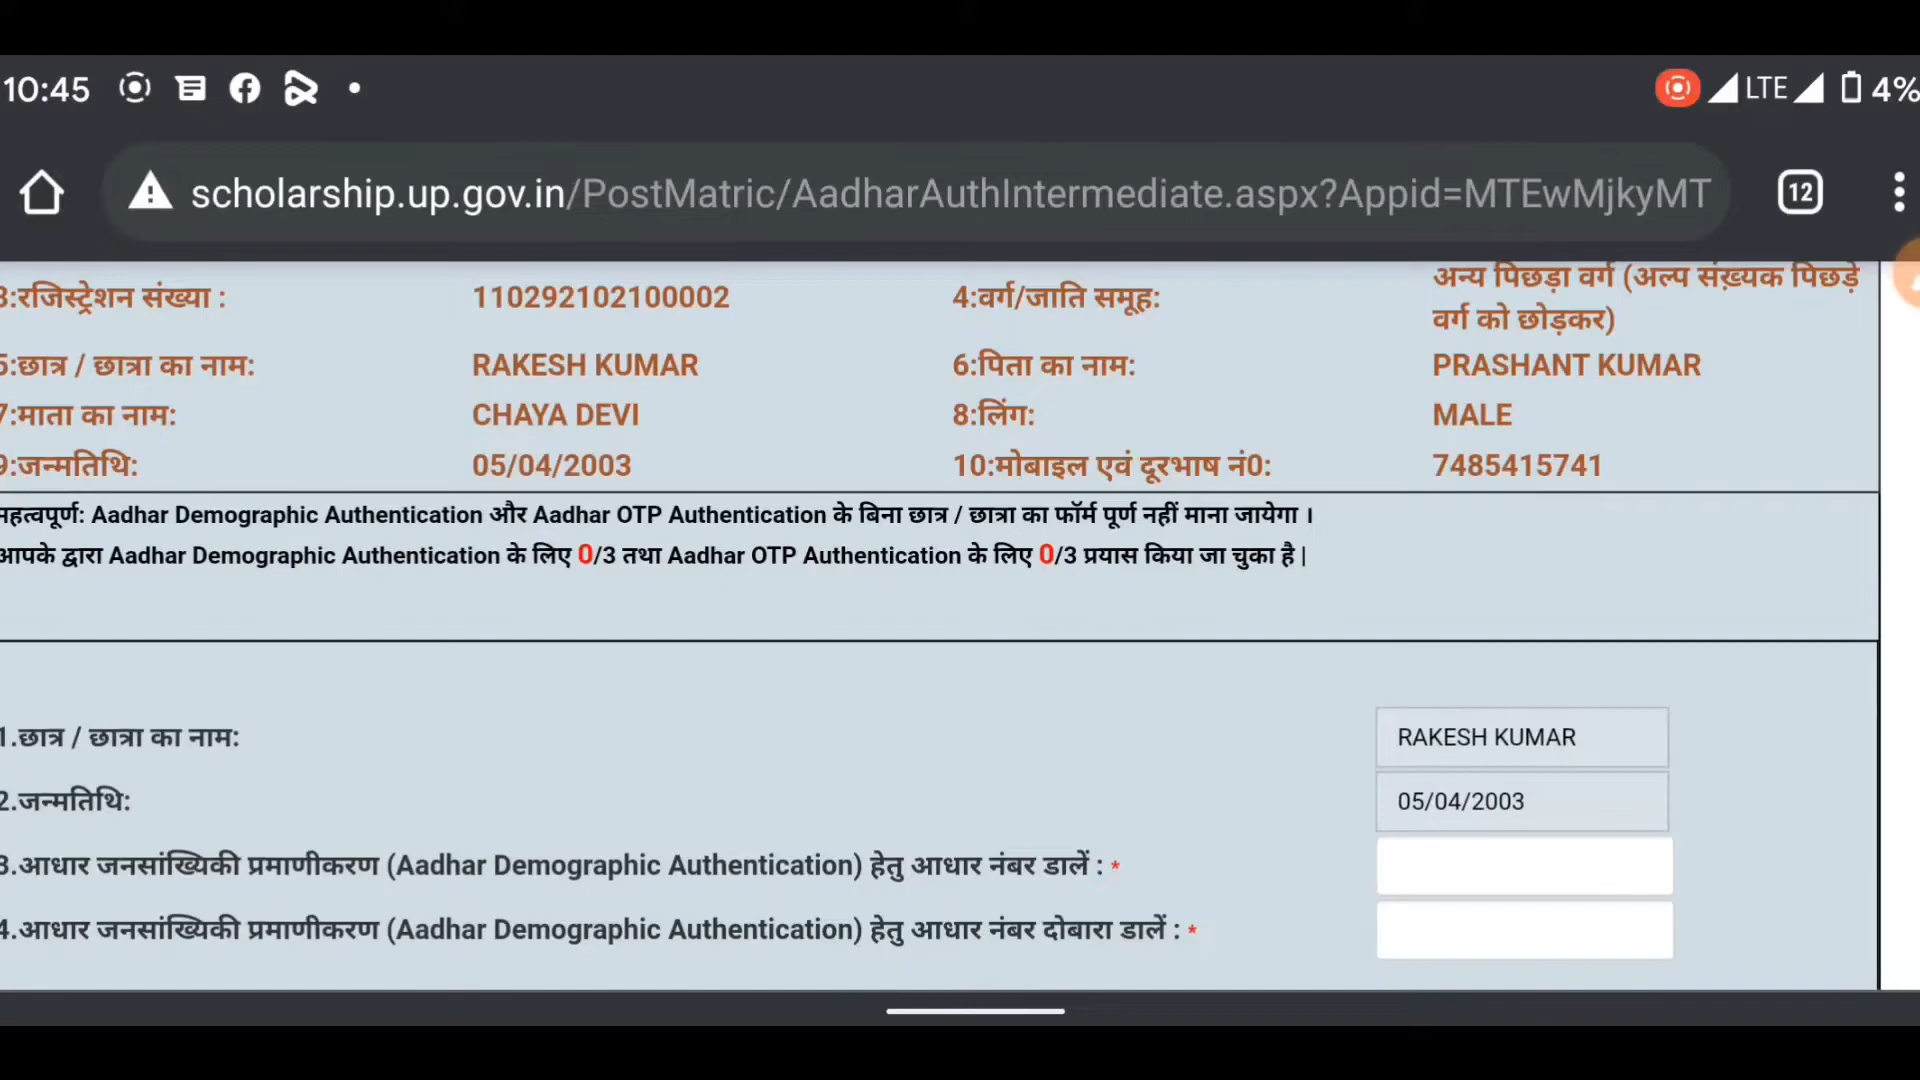 10:45 LTE 4%
scholarship.up.gov.in/PostMatric/AadharAuthIntermediate.aspx?Appid=MTEwMjkyMT 12
3:रजिस्ट्रेशन संख्या : 110292102100002 4:वर्ग/जाति समूह: अन्य पिछड़ा वर्ग (अल्प संख़्यक पिछड़े
वर्ग को छोड़कर)
5:छात्र / छात्रा का नाम: RAKESH KUMAR 6:पिता का नाम: PRASHANT KUMAR
7:माता का नाम: CHAYA DEVI 8:लिंग: MALE
9:जन्मतिथि: 05/04/2003 10:मोबाइल एवं दूरभाष नं0: 7485415741
महत्वपूर्ण: Aadhar Demographic Authentication और Aadhar OTP Authentication के बिना छात्र / छात्रा का फॉर्म पूर्ण नहीं माना जायेगा ।
आपके द्वारा Aadhar Demographic Authentication के लिए 0/3 तथा Aadhar OTP Authentication के लिए 0/3 प्रयास किया जा चुका है |
1.छात्र / छात्रा का नाम: RAKESH KUMAR
2.जन्मतिथि: 05/04/2003
3.आधार जनसांख्यिकी प्रमाणीकरण (Aadhar Demographic Authentication) हेतु आधार नंबर डालें : *
4.आधार जनसांख्यिकी प्रमाणीकरण (Aadhar Demographic Authentication) हेतु आधार नंबर दोबारा डालें : *